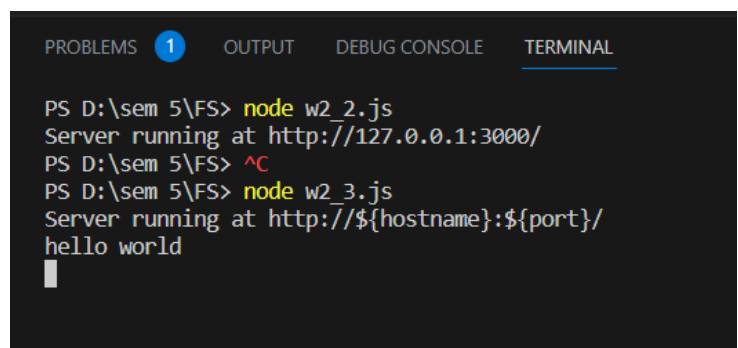 PROBLEMS 1 OUTPUT DEBUG CONSOLE TERMINAL
PS D:\sem 5\FS> node w2_2.js
Server running at http://127.0.0.1:3000/
PS D:\sem 5\FS> ^C
PS D:\sem 5\FS> node w2_3.js
Server running at http://${hostname}:${port}/
hello world